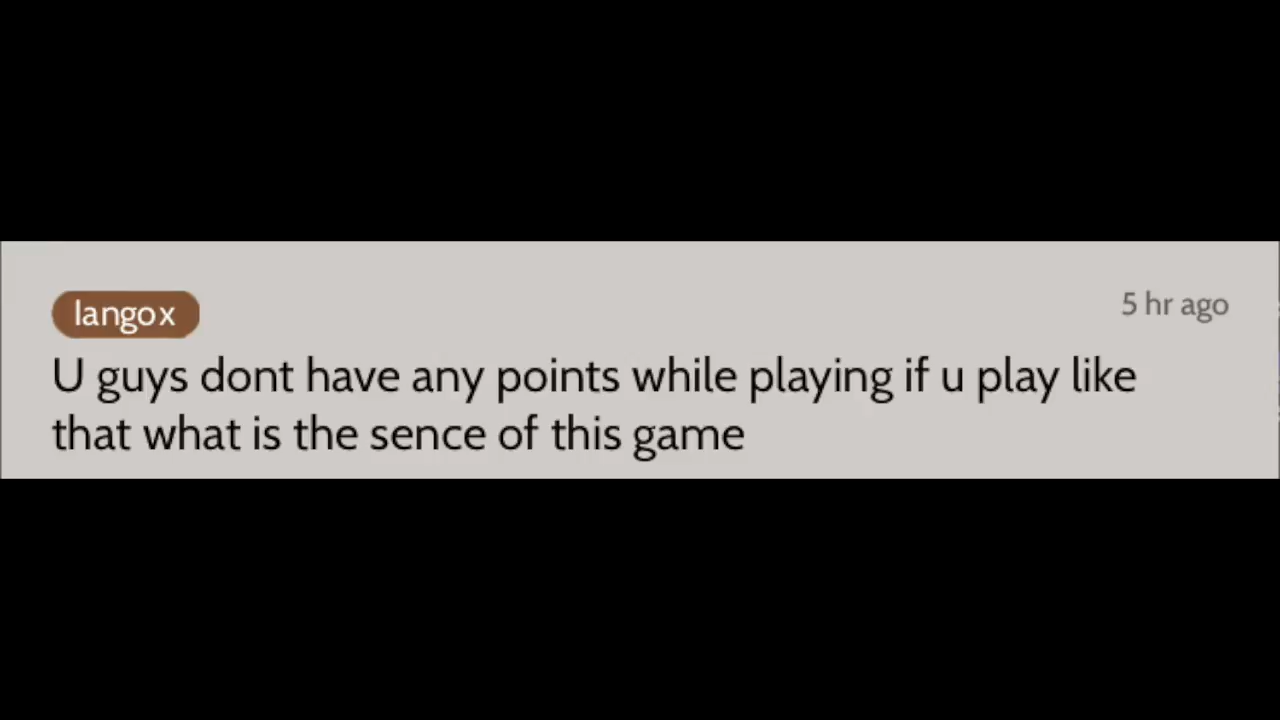 langox
5 hr ago
U guys dont have any points while playing if u play like
that what is the sence of this game